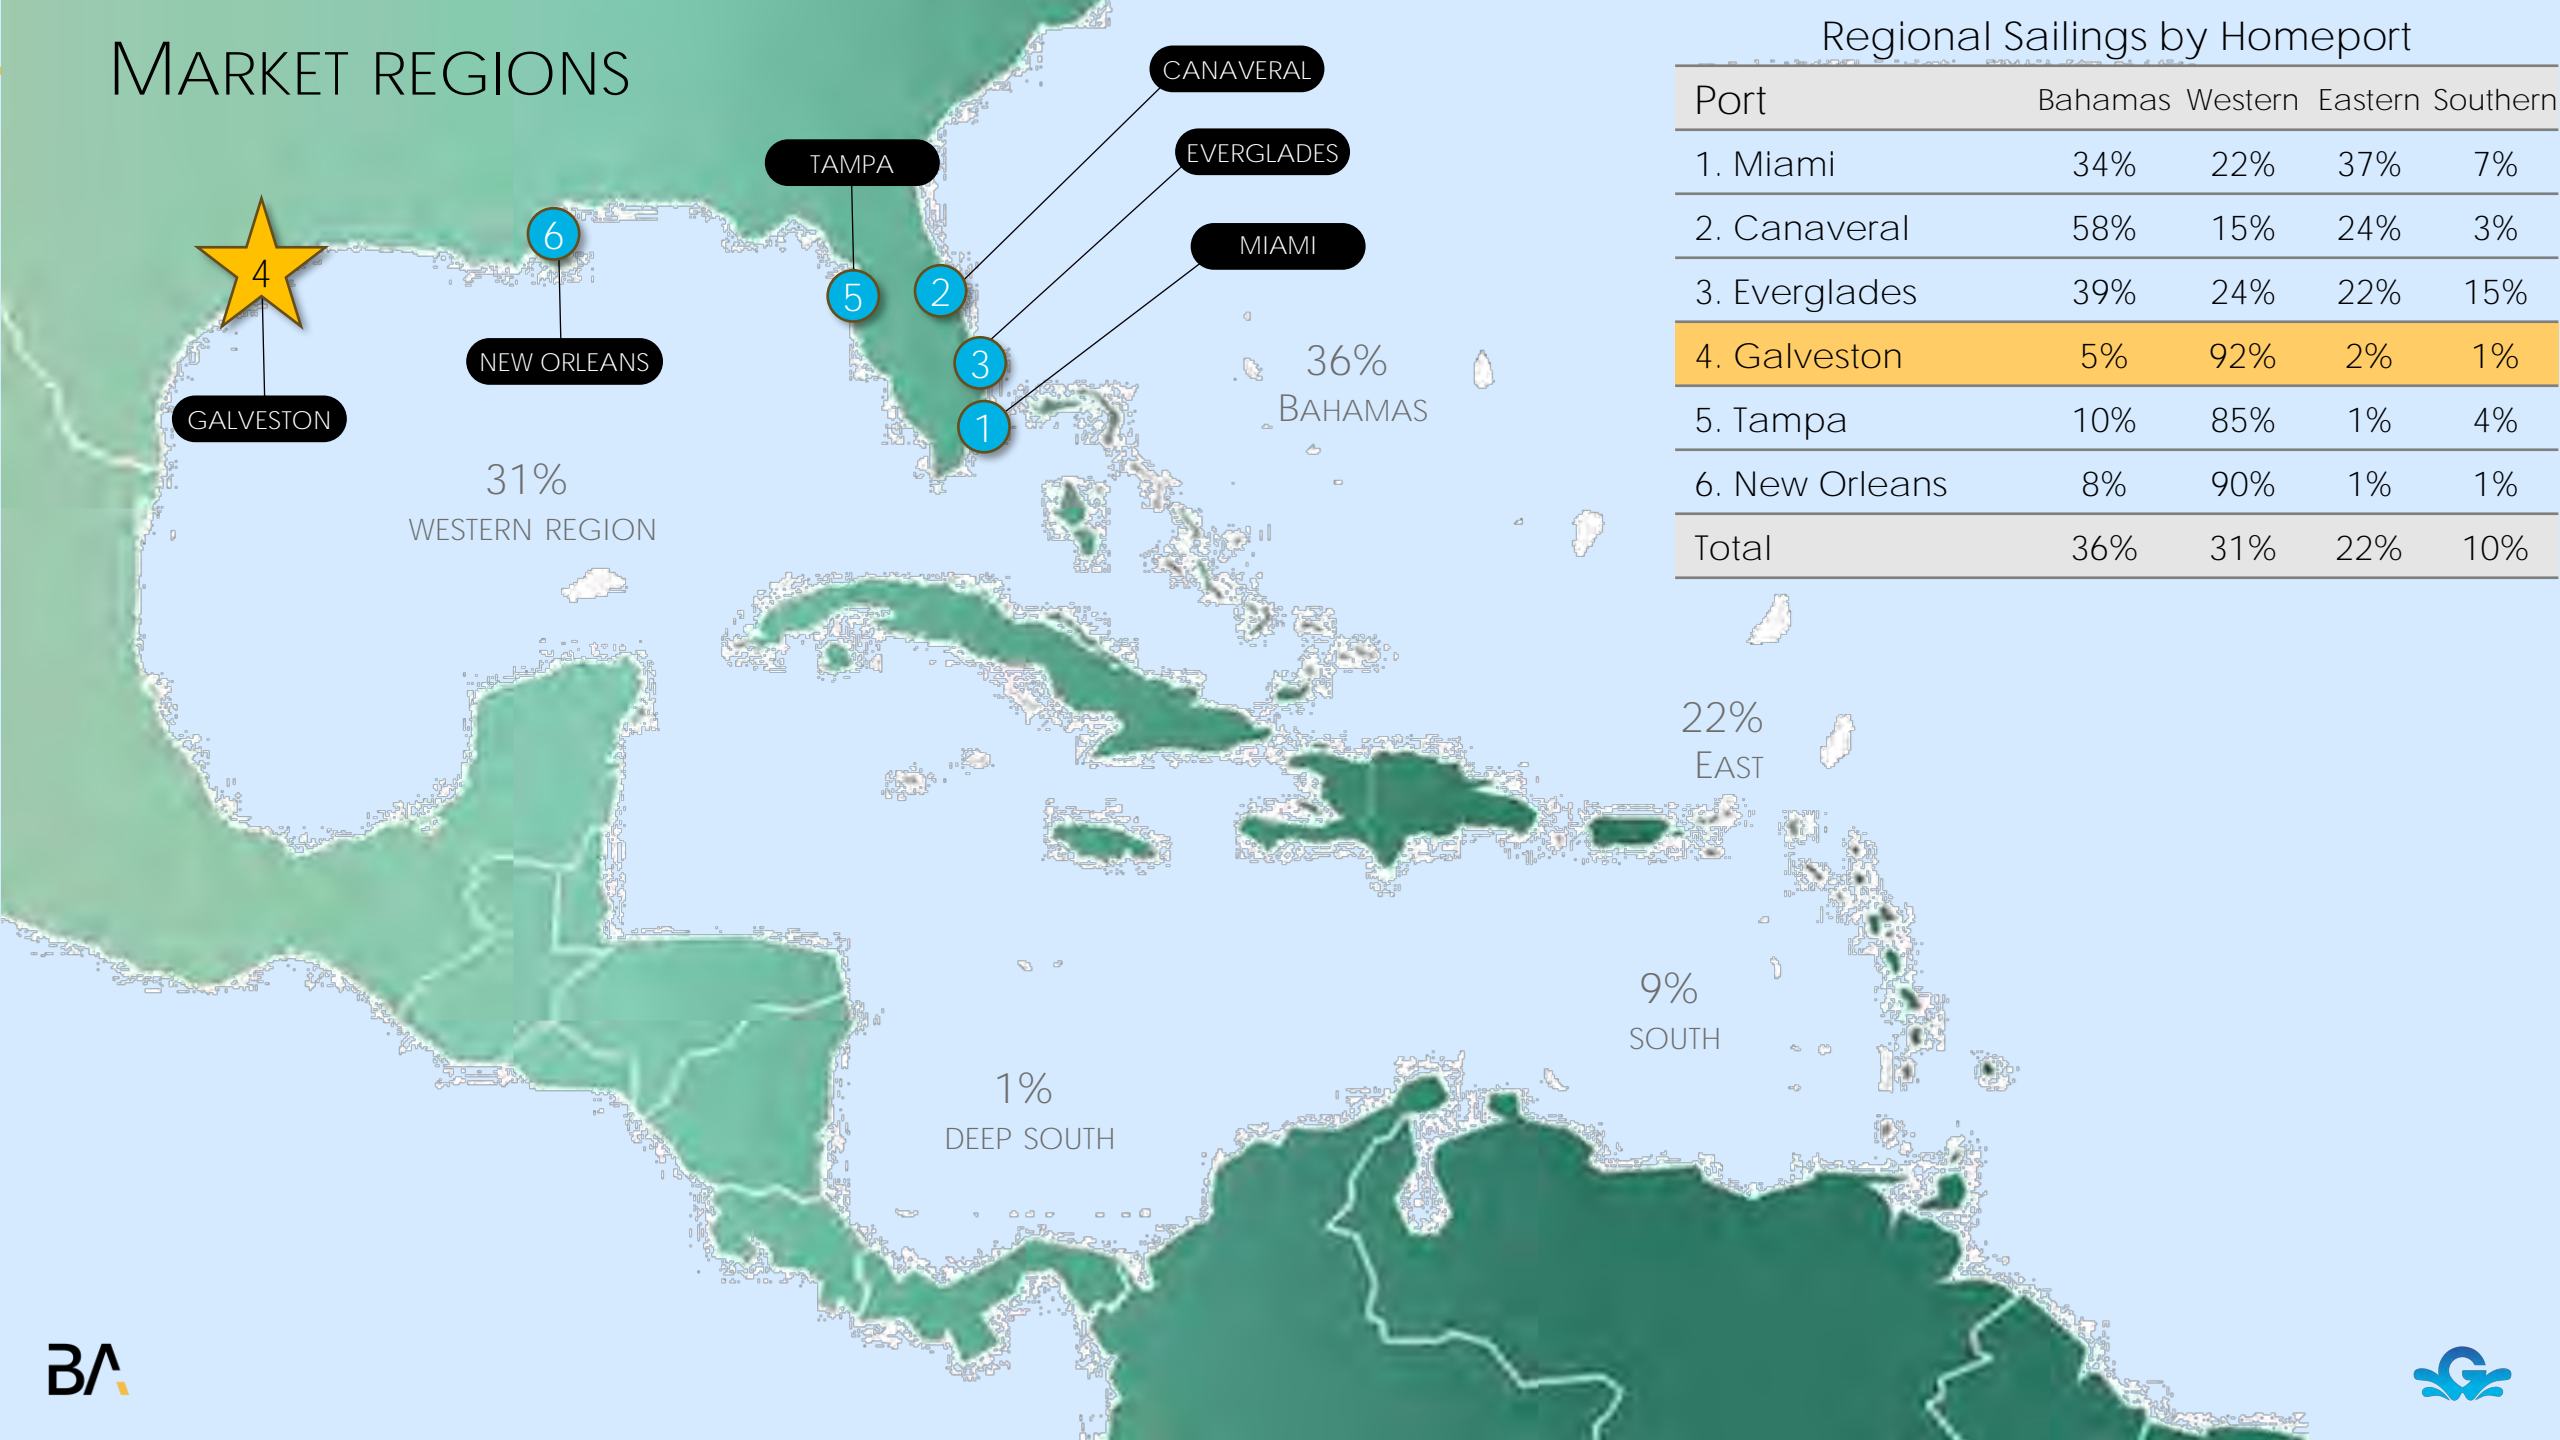 MARKET REGIONS
CANAVERAL
EVERGLADES
TAMPA
MIAMI
6
4
5
2
3
1
NEW ORLEANS
GALVESTON
36%
BAHAMAS
31%
WESTERN REGION
22%
EAST
9%
SOUTH
1%
DEEP SOUTH
Regional Sailings by Homeport
Port Bahamas Western Eastern Southern
1. Miami 34% 22% 37% 7%
2. Canaveral 58% 15% 24% 3%
3. Everglades 39% 24% 22% 15%
4. Galveston 5% 92% 2% 1%
5. Tampa 10% 85% 1% 4%
6. New Orleans 8% 90% 1% 1%
Total 36% 31% 22% 10%
BA
G